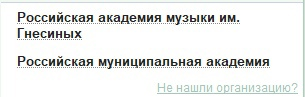 Российская академия музыки им.
Гнесиных
Российская муниципальная академия
Не нашли организацию?